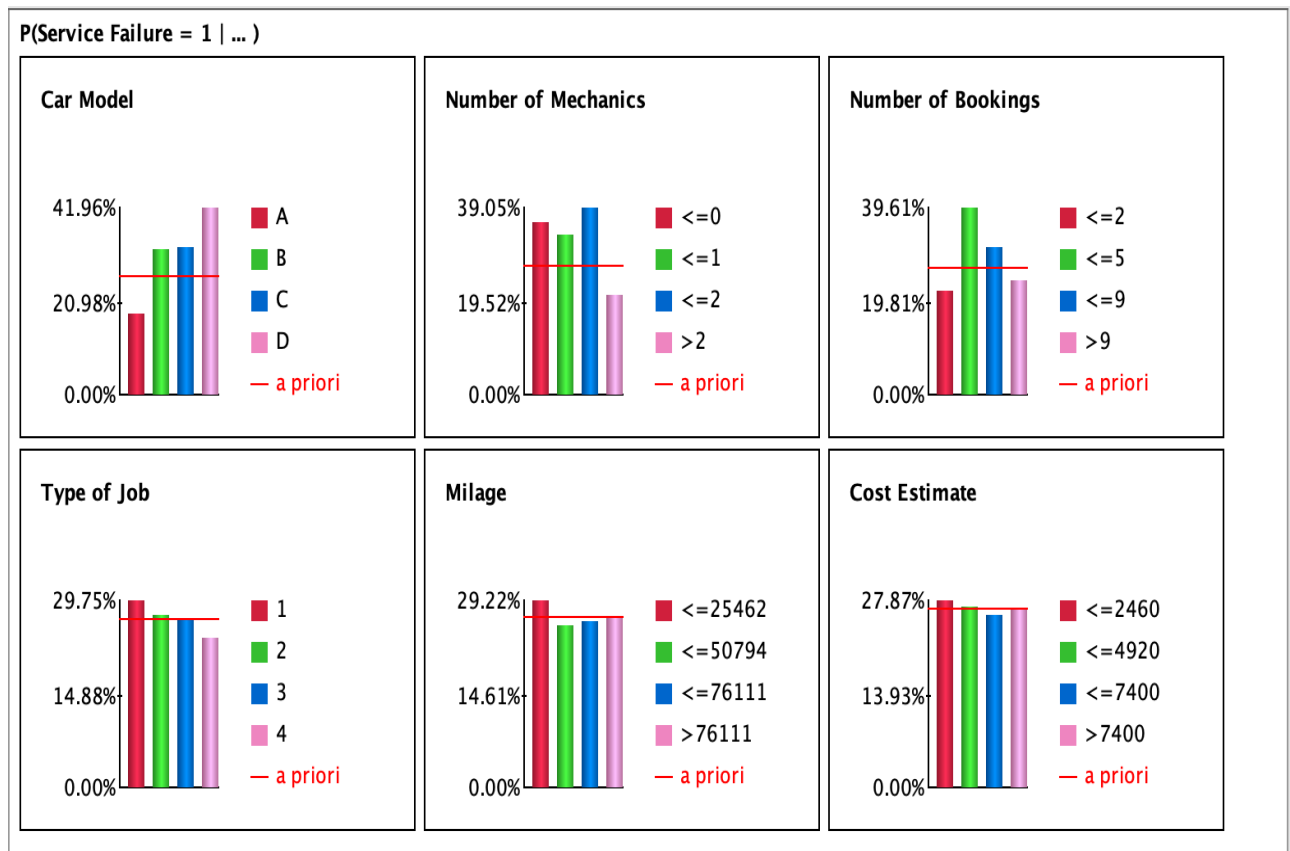 P(Service Failure = 1 | ... )
Car Model
41.96%
20.98%
0.00%
A
B
C
D
a priori
Number of Mechanics
39.05%
19.52%
0.00%
<=0
<=1
<=2
>2
a priori
Number of Bookings
39.61%
19.81%
0.00%
<=2
<=5
<=9
>9
a priori
Type of Job
29.75%
14.88%
0.00%
1
2
3
4
a priori
Milage
29.22%
14.61%
0.00%
<=25462
<=50794
<=76111
>76111
a priori
Cost Estimate
27.87%
13.93%
0.00%
<=2460
<=4920
<=7400
>7400
a priori